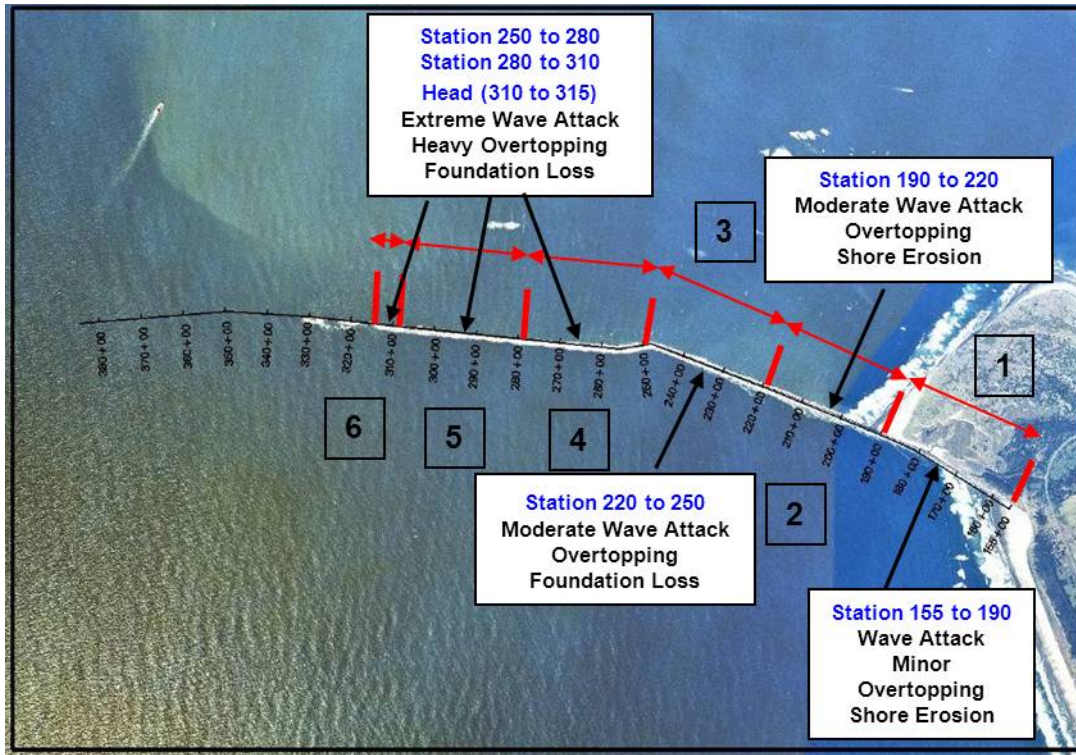 Station 250 to 280
Station 280 to 310
Head (310 to 315)
Extreme Wave Attack
Heavy Overtopping
Foundation Loss
Station 190 to 220
Moderate Wave Attack
Overtopping
Shore Erosion
3
1
380+00
370+00
360+00
350+00
340+00
330+00
320+00
310+00
300+00
290+00
280+00
270+00
260+00
250+00
240+00
230+00
220+00
210+00
200+00
190+00
180+00
170+00
160+00
155+00
6
5
4
2
Station 220 to 250
Moderate Wave Attack
Overtopping
Foundation Loss
Station 155 to 190
Wave Attack
Minor
Overtopping
Shore Erosion